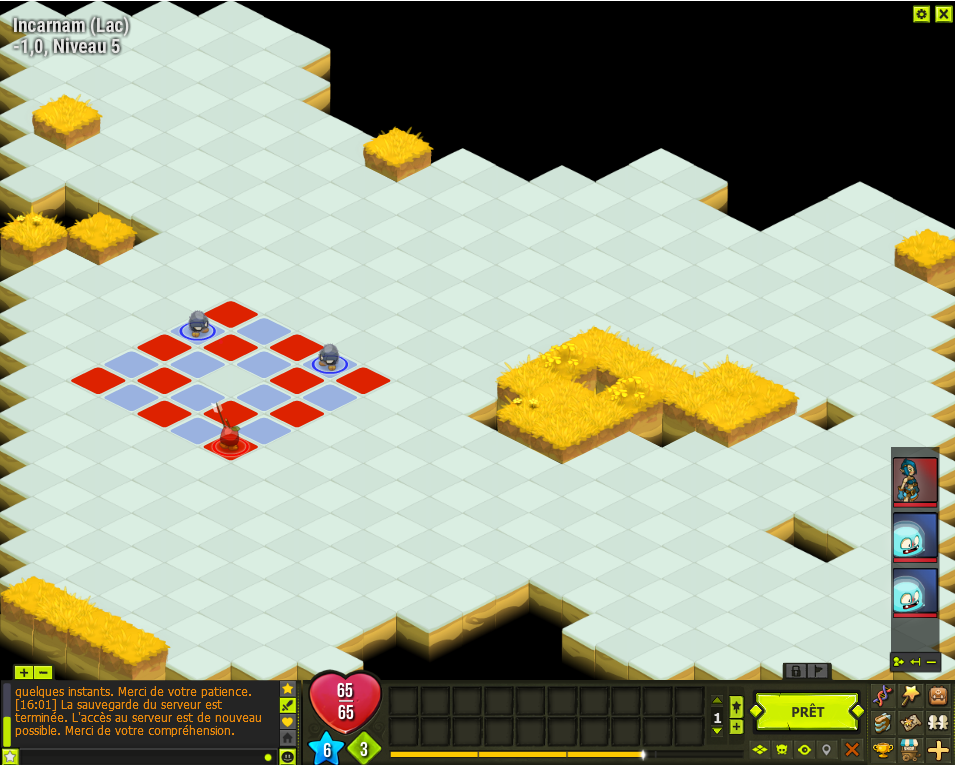 Incarnam (Lac)
-1,0, Niveau 5
quelques instants. Merci de votre patience.
[16:01] La sauvegarde du serveur est
terminée. L'accès au serveur est de nouveau
possible. Merci de votre compréhension.
65
65
6
3
1
PRÊT